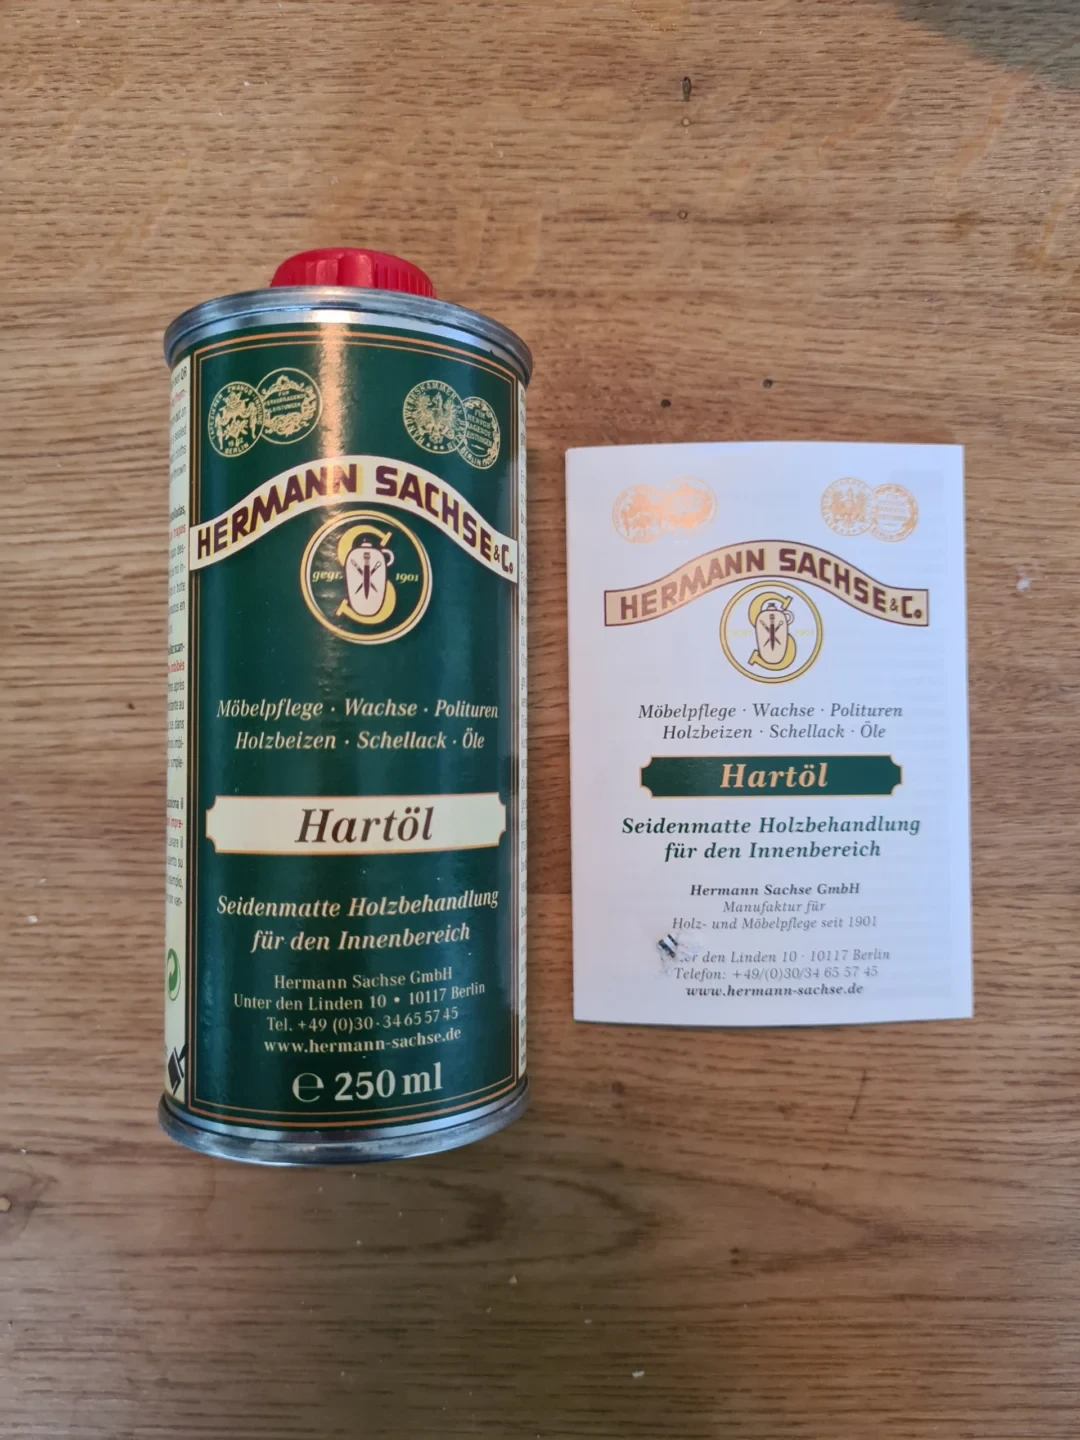 HERMANN SACHSE & Co
gegr. 1901
Möbelpflege · Wachse · Polituren
Holzbeizen · Schellack · Öle
Hartöl
Seidenmatte Holzbehandlung
für den Innenbereich
Hermann Sachse GmbH
Unter den Linden 10 • 10117 Berlin
Tel. +49 (0)30 · 34 65 57 45
www.hermann-sachse.de
℮ 250 ml
HERMANN SACHSE & Co
Möbelpflege · Wachse · Polituren
Holzbeizen · Schellack · Öle
Hartöl
Seidenmatte Holzbehandlung
für den Innenbereich
Hermann Sachse GmbH
Manufaktur für
Holz- und Möbelpflege seit 1901
den Linden 10 · 10117 Berlin
Telefon: +49/(0)30/34 65 57 45
www.hermann-sachse.de